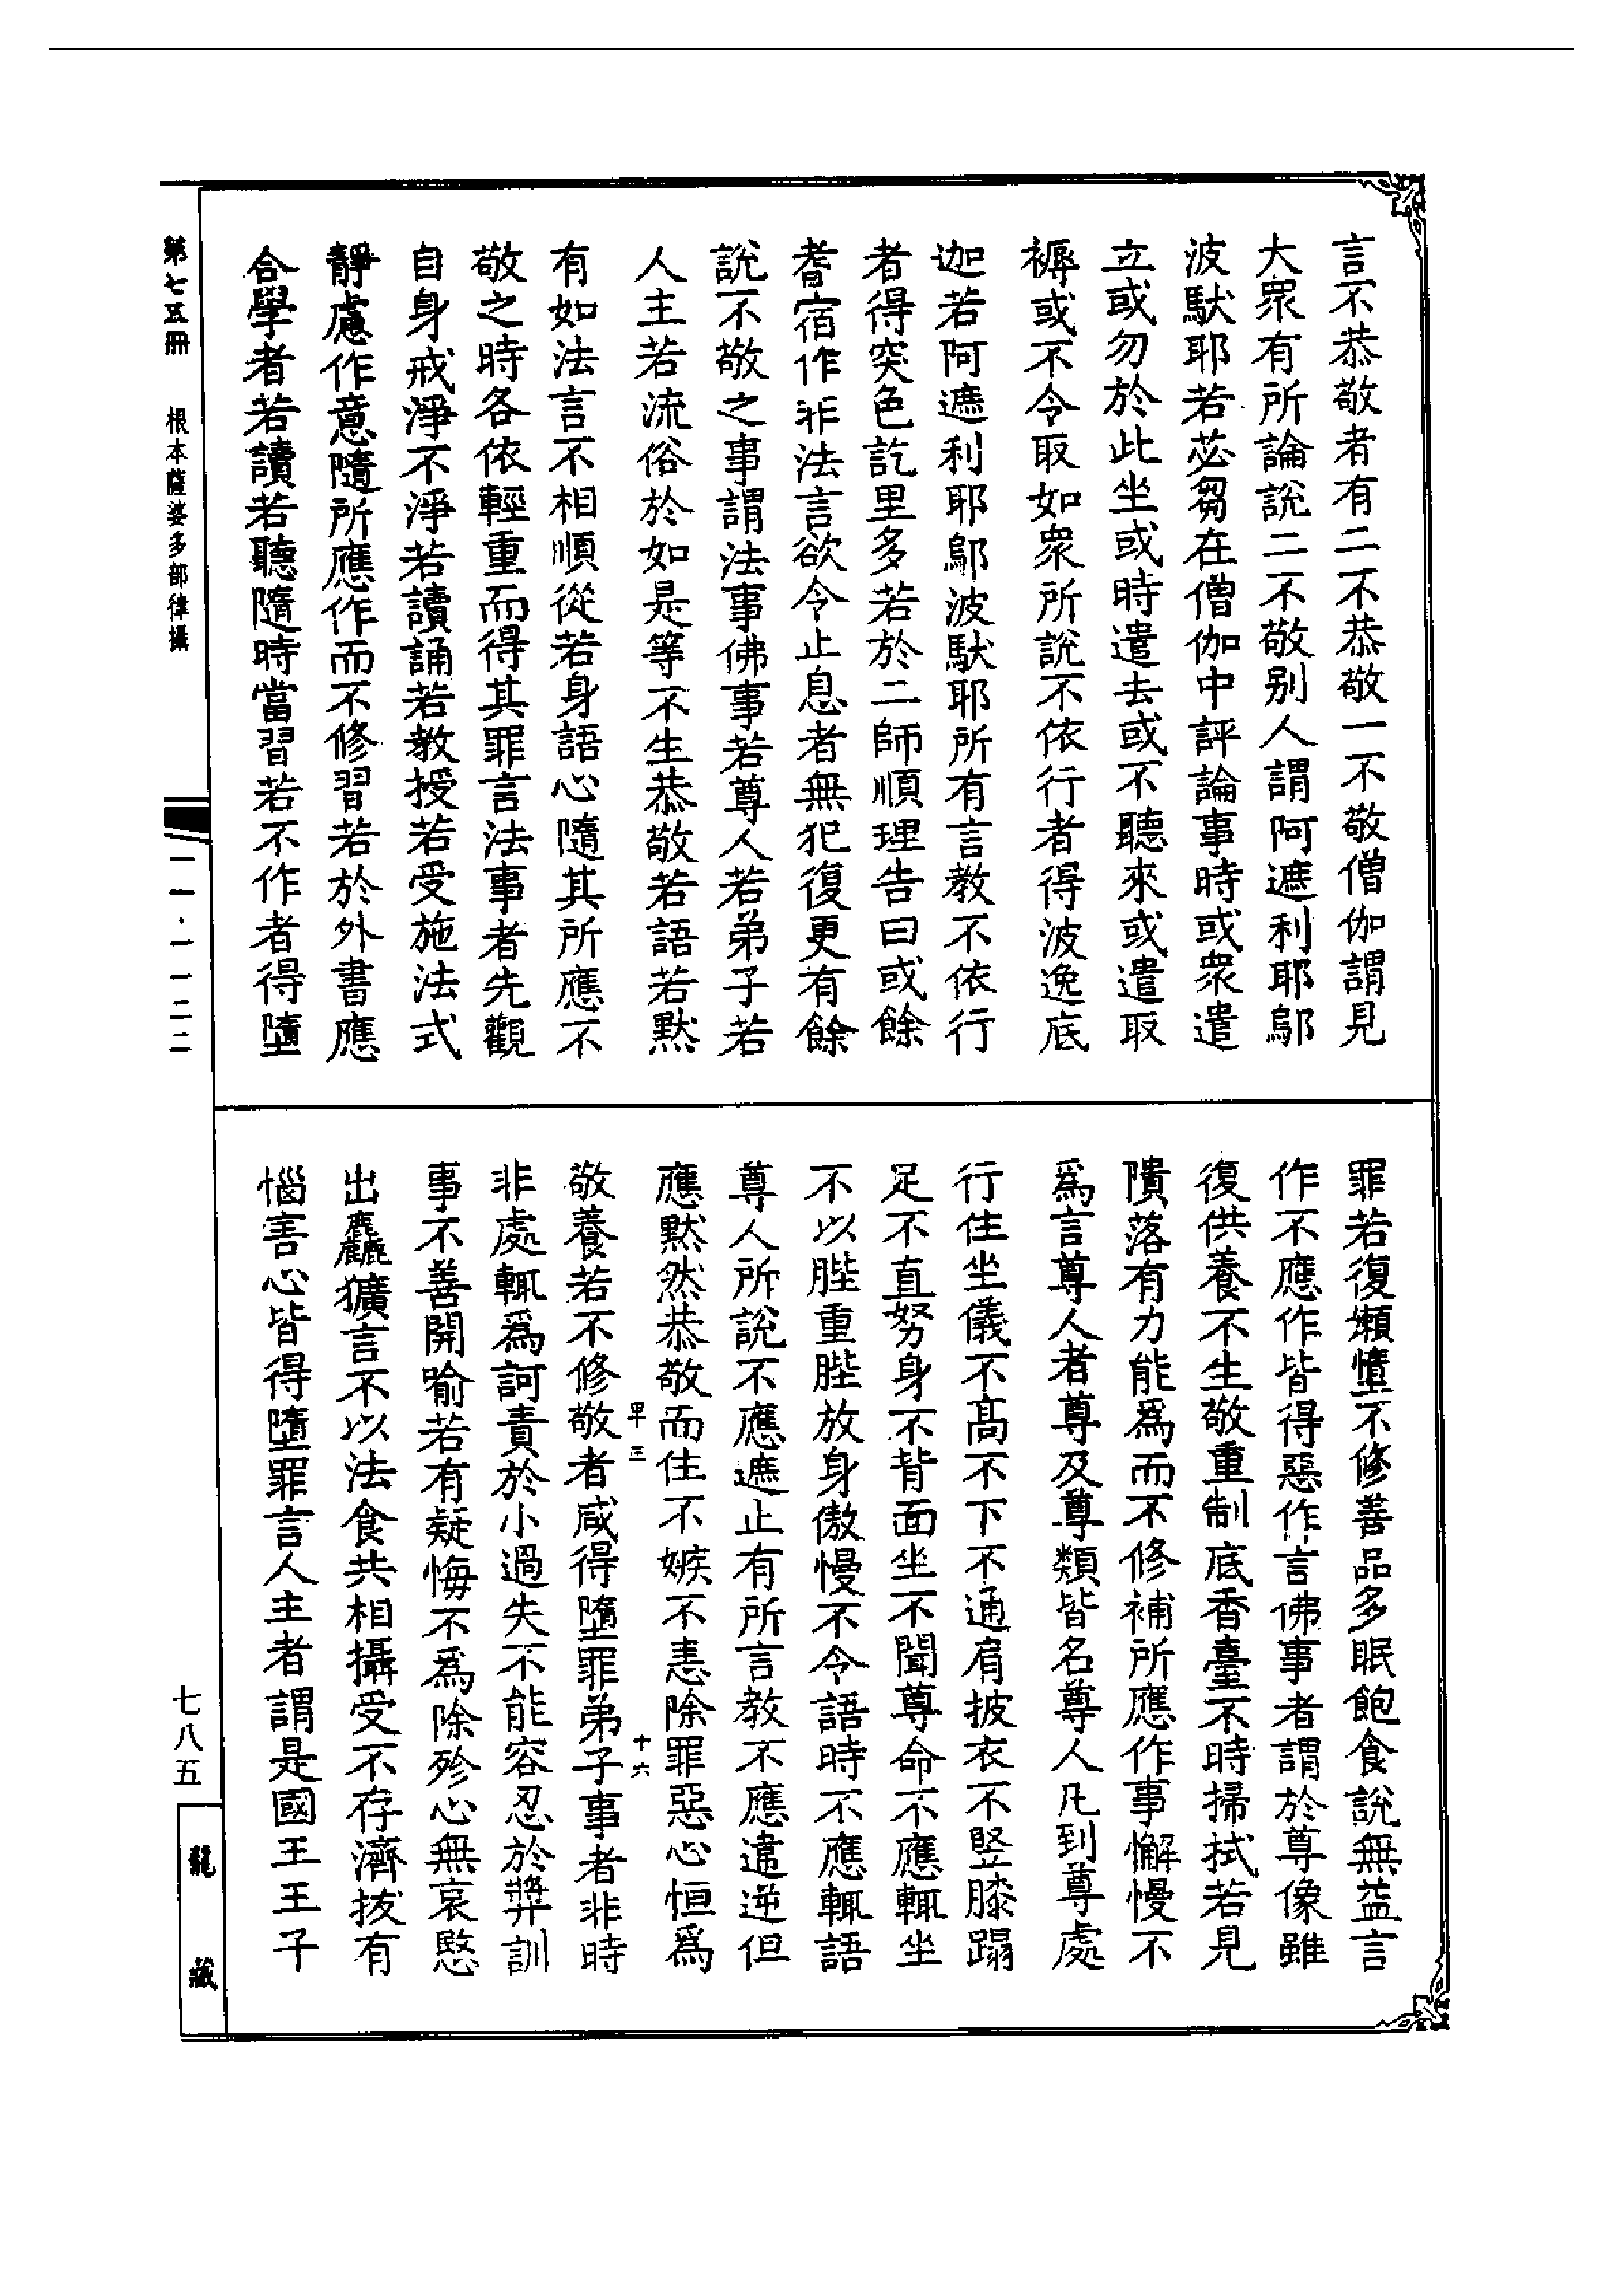 言不恭敬者有二不恭敬一不敬僧伽謂見
大眾有所論說二不敬别人謂阿遮利耶鄔
波馱耶若苾芻在僧伽中評論事時或眾遣
立或勿於此坐或時遣去或不聽來或遣取
褥或不令取如眾所說不依行者得波逸底
迦若阿遮利耶鄔波馱耶所有言教不依行
者得突色訖里多若於二師順理告曰或餘
耆宿作非法言欲令止息者無犯復更有餘
說不敬之事謂法事佛事若尊人若弟子若
人主若流俗於如是等不生恭敬若語若默
有如法言不相順從若身語心隨其所應不
敬之時各依輕重而得其罪言法事者先觀
自身戒淨不淨若讀誦若教授若受施法式
靜慮作意隨所應作而不修習若於外書應
合學者若讀若聽隨時當習若不作者得墮
罪若復嬾惰不修善品多眠飽食說無益言
作不應作皆得惡作言佛事者謂於尊像雖
復供養不生敬重制底香臺不時掃拭若見
隤落有力能爲而不修補所應作事懈慢不
爲言尊人者尊及尊類皆名尊人凡到尊處
行住坐儀不高不下不通肩披衣不竪膝蹋
足不直努身不背面坐不聞尊命不應輒坐
不以䏶重䏶放身傲慢不令語時不應輒語
尊人所說不應遮止有所言教不應違逆但
應默然恭敬而住不嫉不恚除罪惡心恒爲
敬養若不修敬者咸得墮罪弟子事者非時
非處輒爲訶責於小過失不能容忍於弊訓
事不善開喻若有疑悔不爲除殄心無哀愍
出麤獷言不以法食共相攝受不存濟拔有
惱害心皆得墮罪言人主者謂是國王王子
卑三
十六
第七五冊
根本薩婆多部律攝
一一·一一二二
七八五
龍藏